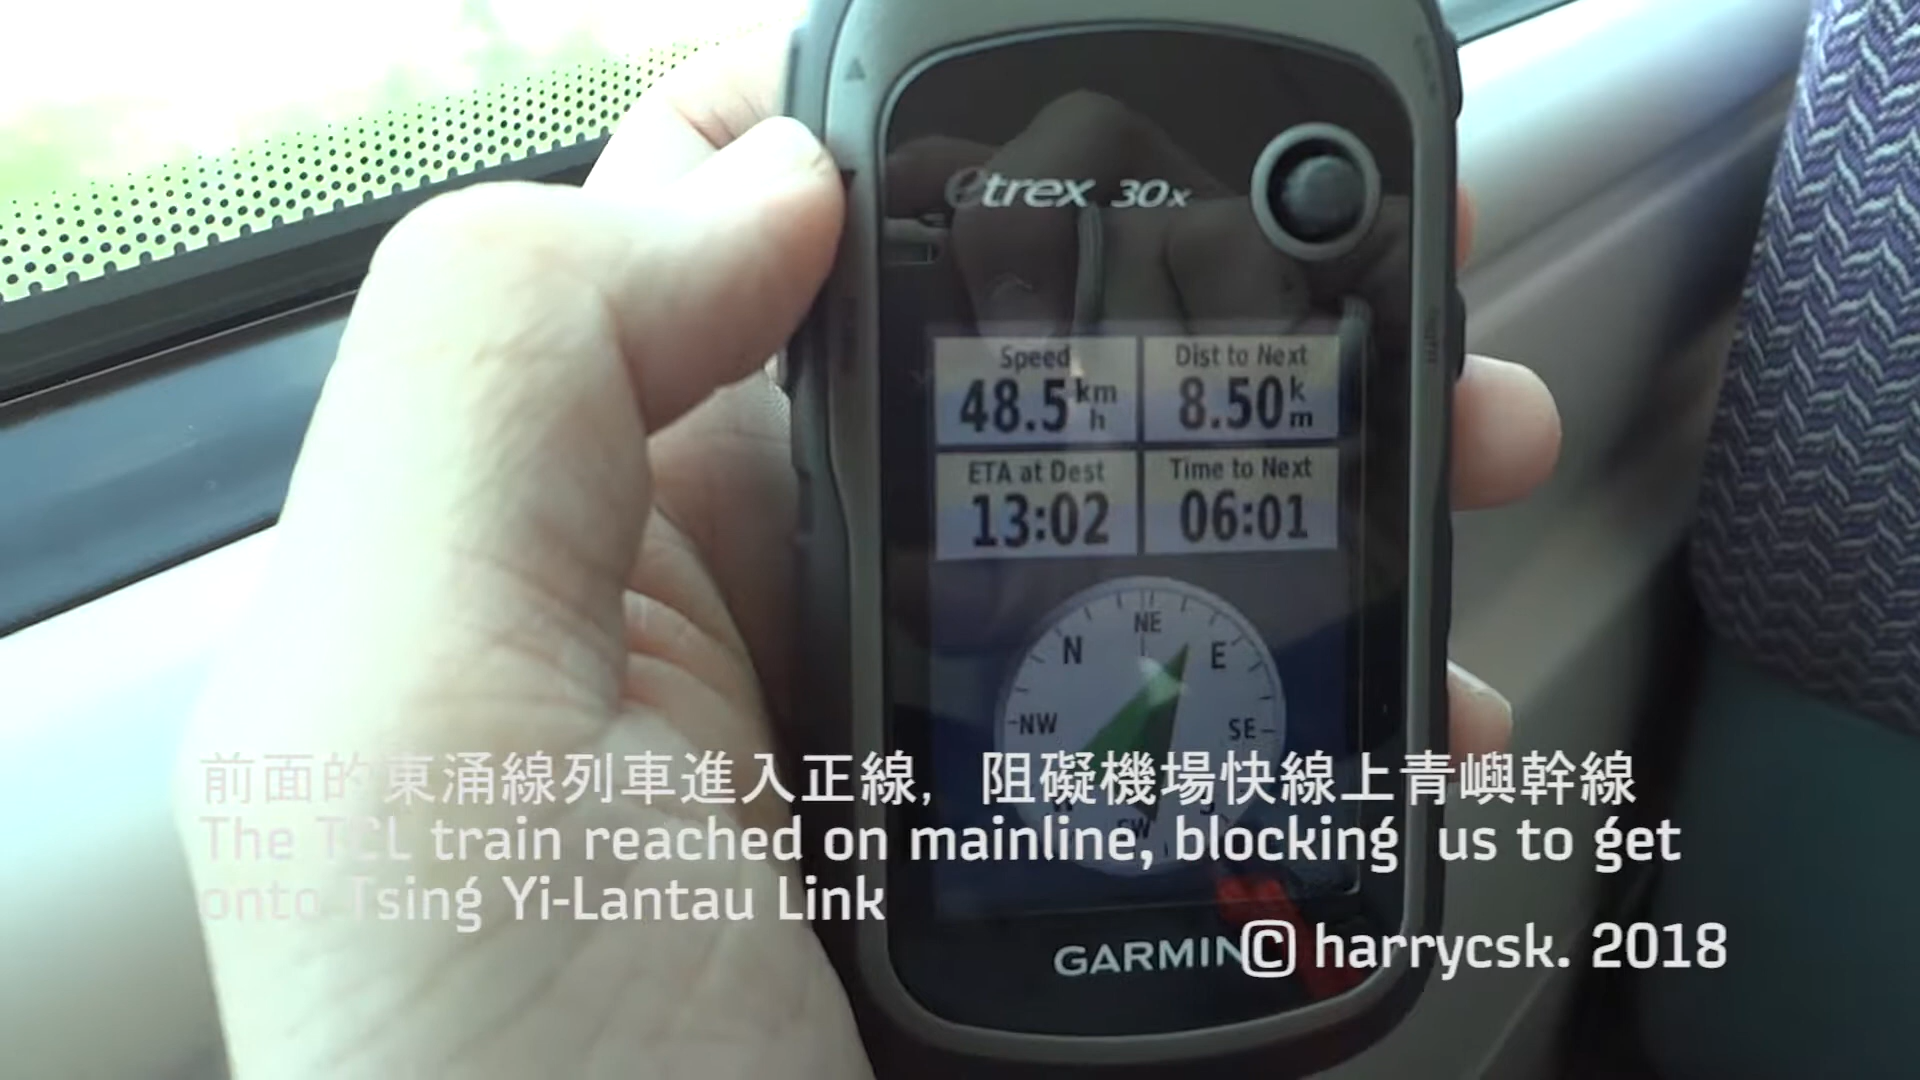 etrex 30x
Speed
Dist to Next
48.5 km h
8.50 k m
ETA at Dest
Time to Next
13:02
06:01
NE
N
E
NW
SE
SW
S
前面的東涌線列車進入正線，阻礙機場快線上青嶼幹線
The TCL train reached on mainline, blocking us to get
onto Tsing Yi-Lantau Link
GARMIN
© harrycsk. 2018